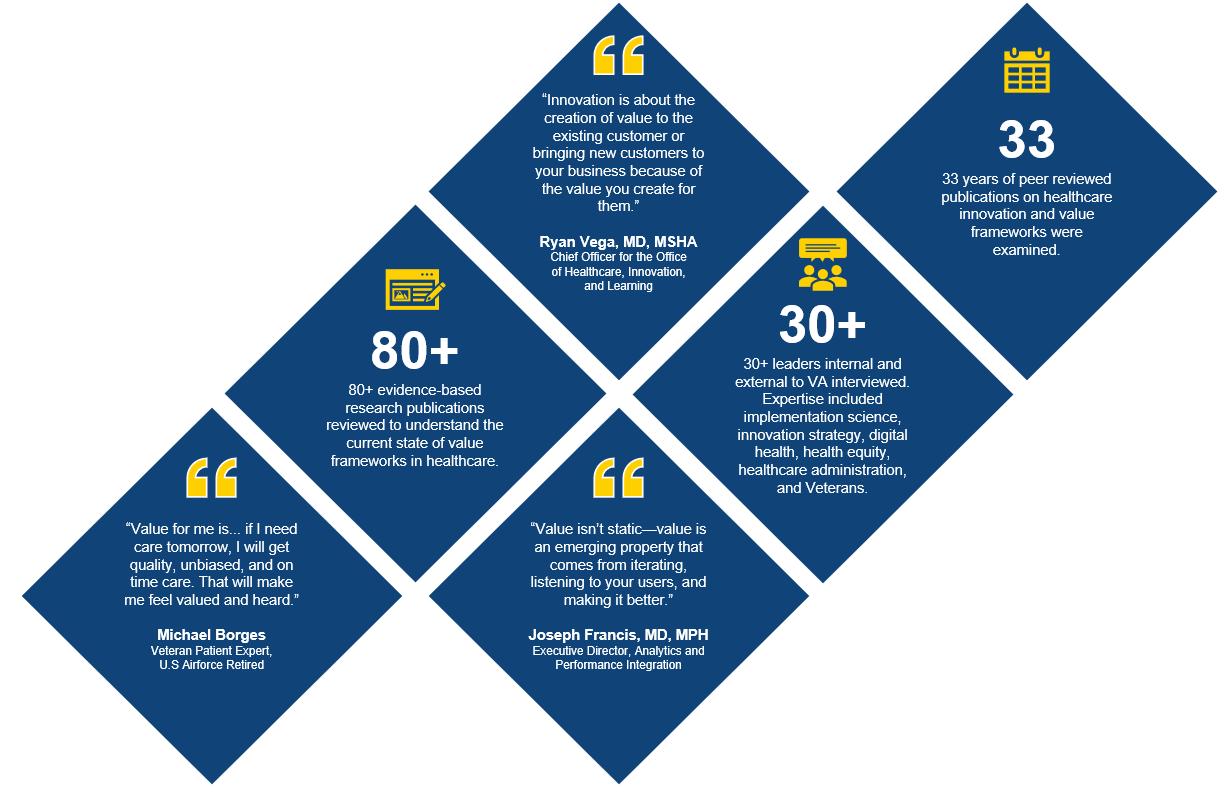 “Innovation is about the
creation of value to the
existing customer or
bringing new customers to
your business because of
the value you create for
them.”
Ryan Vega, MD, MSHA
Chief Officer for the Office
of Healthcare, Innovation,
and Learning
33
33 years of peer reviewed
publications on healthcare
innovation and value
frameworks were
examined.
80+
80+ evidence-based
research publications
reviewed to understand the
current state of value
frameworks in healthcare.
30+
30+ leaders internal and
external to VA interviewed.
Expertise included
implementation science,
innovation strategy, digital
health, health equity,
healthcare administration,
and Veterans.
“Value for me is... if I need
care tomorrow, I will get
quality, unbiased, and on
time care. That will make
me feel valued and heard.”
Michael Borges
Veteran Patient Expert,
U.S Airforce Retired
“Value isn’t static—value is
an emerging property that
comes from iterating,
listening to your users, and
making it better.”
Joseph Francis, MD, MPH
Executive Director, Analytics and
Performance Integration